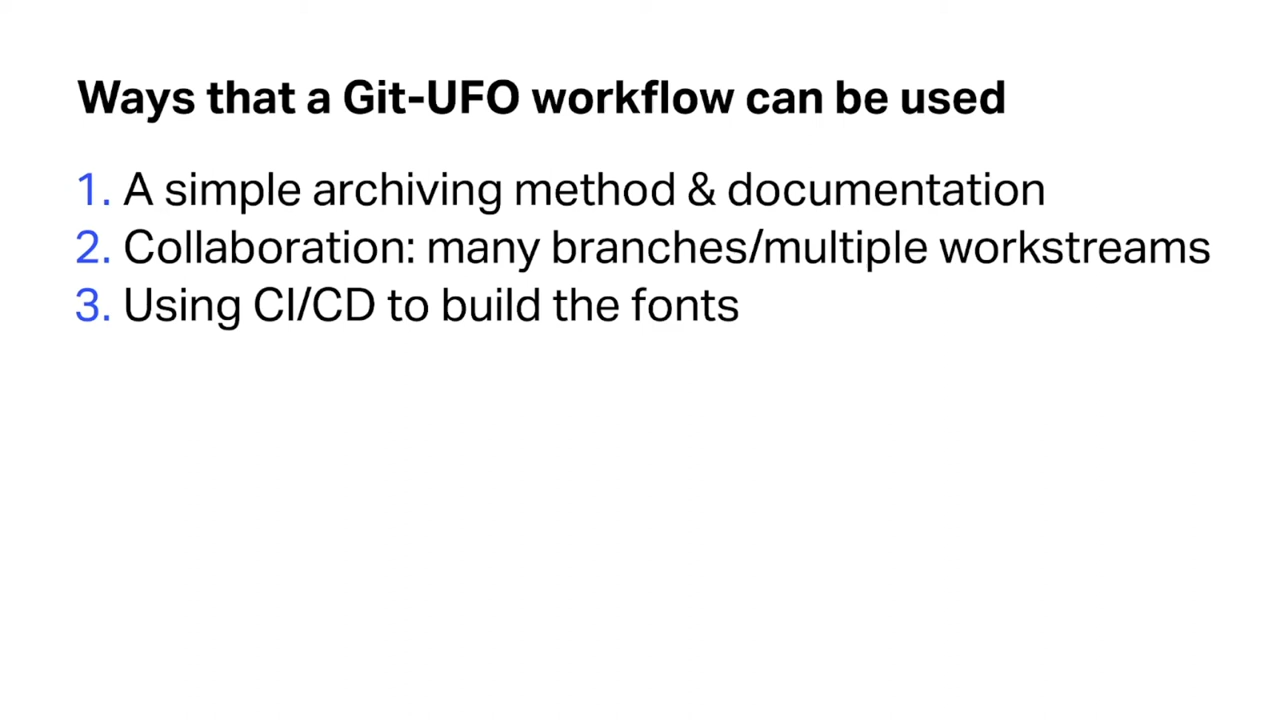 Ways that a Git-UFO workflow can be used
1. A simple archiving method & documentation
2. Collaboration: many branches/multiple workstreams
3. Using CI/CD to build the fonts